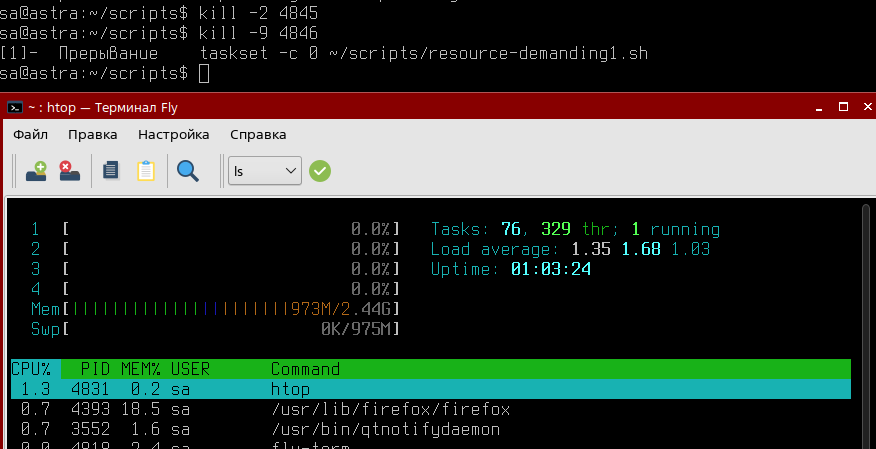 sa@astra:~/scripts$ kill -2 4845
sa@astra:~/scripts$ kill -9 4846
[1]-  Прерывание    taskset -c 0 ~/scripts/resource-demanding1.sh
sa@astra:~/scripts$
~ : htop — Терминал Fly
Файл Правка Настройка Справка
ls
1 [ 0.0%] Tasks: 76, 329 thr; 1 running
2 [ 0.0%] Load average: 1.35 1.68 1.03
3 [ 0.0%] Uptime: 01:03:24
4 [ 0.0%]
Mem[||||||||||||||||||||||973M/2.44G]
Swp[ 0K/975M]
CPU% PID MEM% USER Command
1.3 4831 0.2 sa htop
0.7 4393 18.5 sa /usr/lib/firefox/firefox
0.7 3552 1.6 sa /usr/bin/qtnotifydaemon
0.0 4818 2.4 sa fly-term